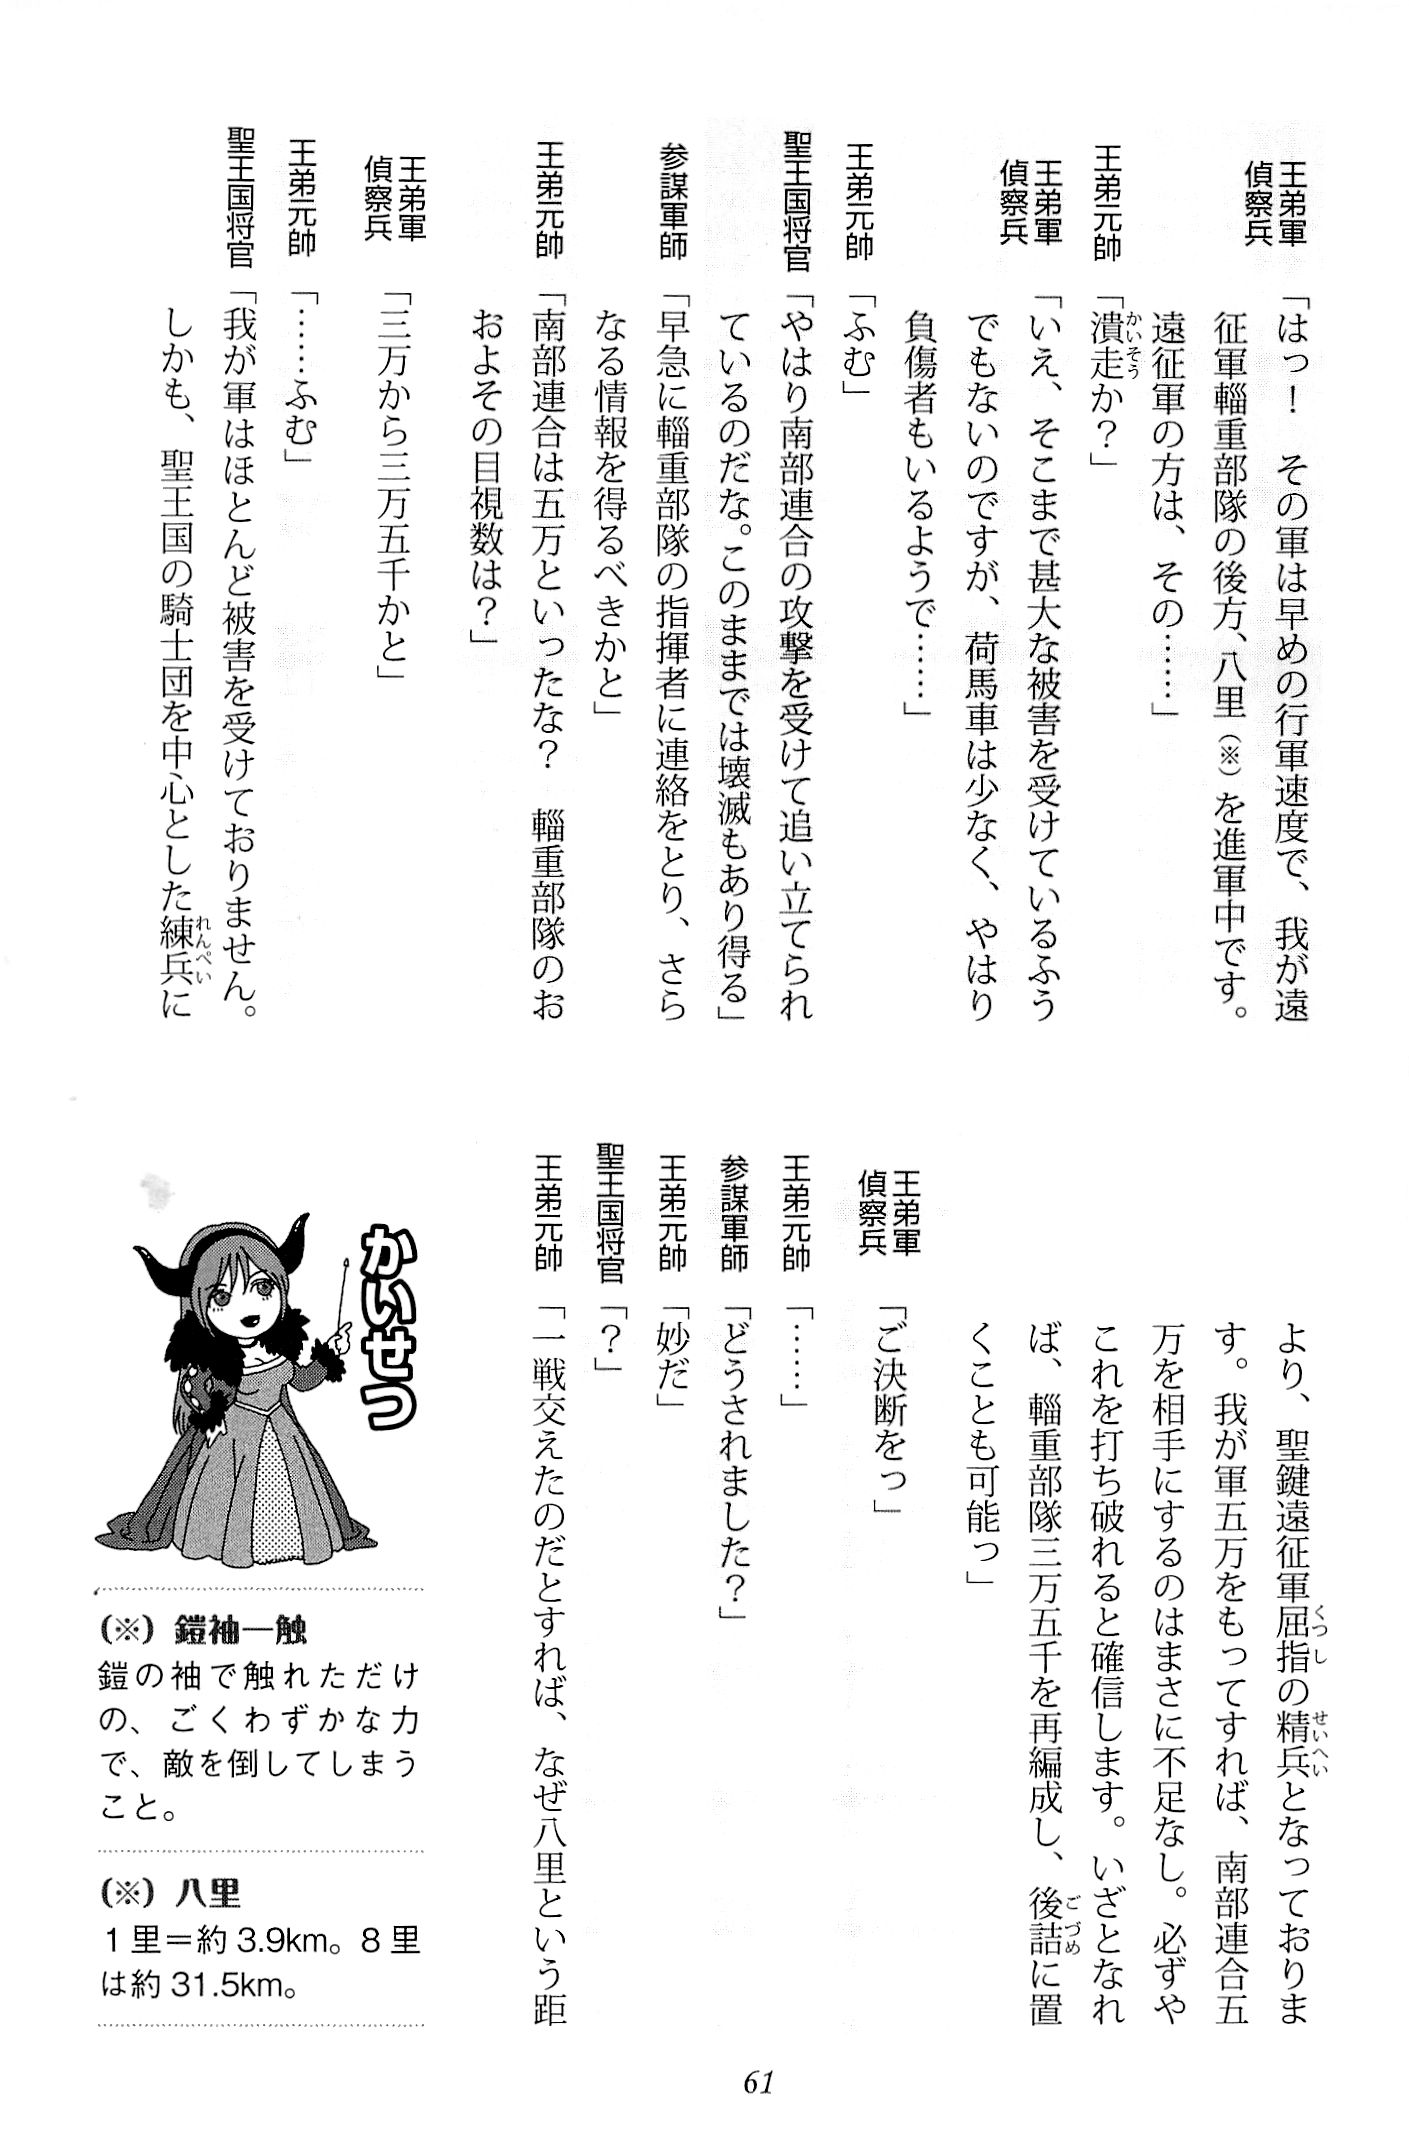 王弟軍
偵察兵
「はっ！　その軍は早めの行軍速度で、我が遠
征軍輜重部隊の後方、八里（※）を進軍中です。
遠征軍の方は、その……」
王弟元帥
「潰走か？」
かいそう
王弟軍
偵察兵
「いえ、そこまで甚大な被害を受けているふう
でもないのですが、荷馬車は少なく、やはり
負傷者もいるようで……」
王弟元帥
「ふむ」
聖王国将官
「やはり南部連合の攻撃を受けて追い立てられ
ているのだな。このままでは壊滅もあり得る」
参謀軍師
「早急に輜重部隊の指揮者に連絡をとり、さら
なる情報を得るべきかと」
王弟元帥
「南部連合は五万といったな？　輜重部隊のお
およその目視数は？」
王弟軍
偵察兵
「三万から三万五千かと」
王弟元帥
「……ふむ」
聖王国将官
「我が軍はほとんど被害を受けておりません。
しかも、聖王国の騎士団を中心とした練兵に
れんぺい
より、聖鍵遠征軍屈指の精兵となっておりま
くっし
せいへい
す。我が軍五万をもってすれば、南部連合五
万を相手にするのはまさに不足なし。必ずや
これを打ち破れると確信します。いざとなれ
ば、輜重部隊三万五千を再編成し、後詰に置
ごづめ
くことも可能っ」
王弟軍
偵察兵
「ご決断をっ」
王弟元帥
「……」
参謀軍師
「どうされました？」
王弟元帥
「妙だ」
聖王国将官
「？」
王弟元帥
「一戦交えたのだとすれば、なぜ八里という距
かいせつ
（※）鎧袖一触
鎧の袖で触れただけ
の、ごくわずかな力
で、敵を倒してしまう
こと。
（※）八里
１里＝約3.9km。８里
は約31.5km。
61